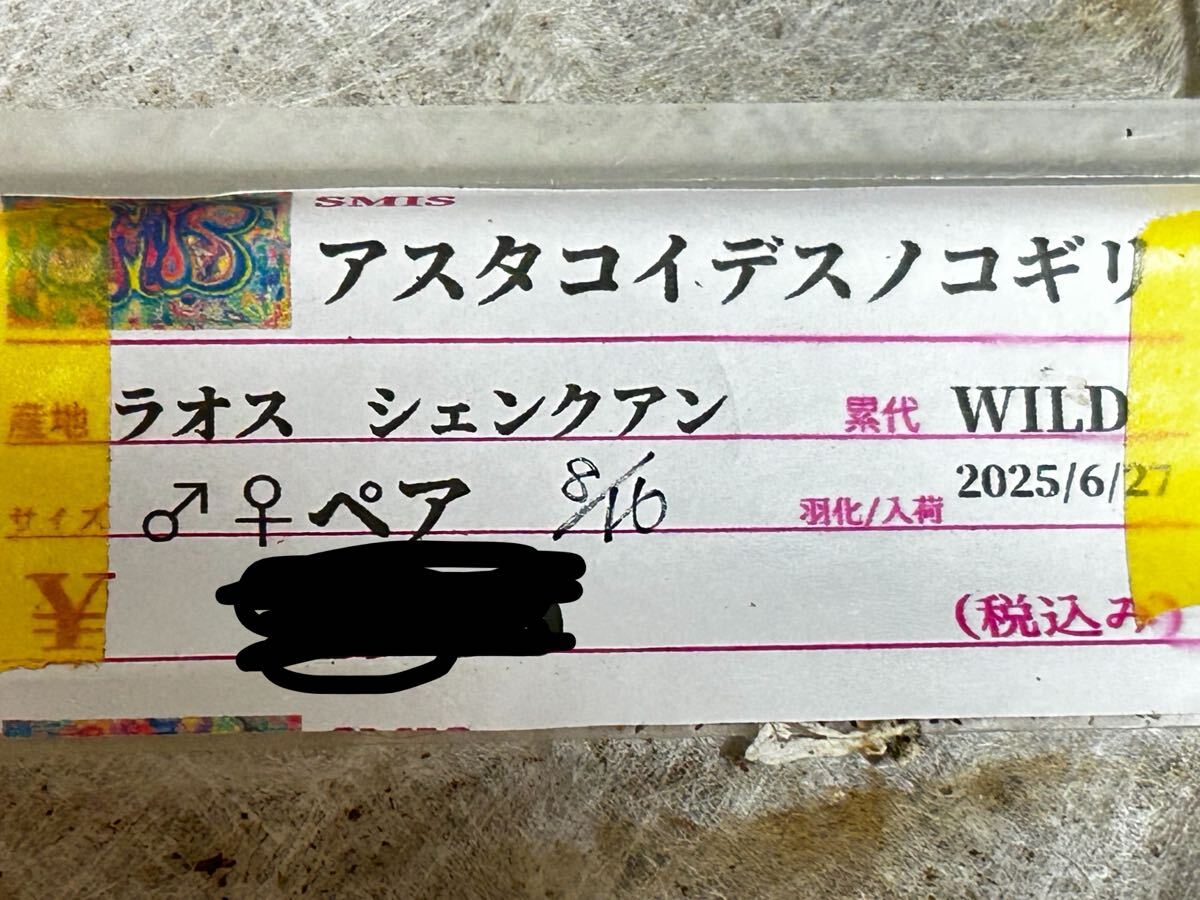 SMIS
SMIS
アスタコイデスノコギリ
産地 ラオス シェンクアン 累代 WILD
サイズ ♂ ♀ ペア 8/16 羽化/入荷 2025/6/27
¥ (税込み)